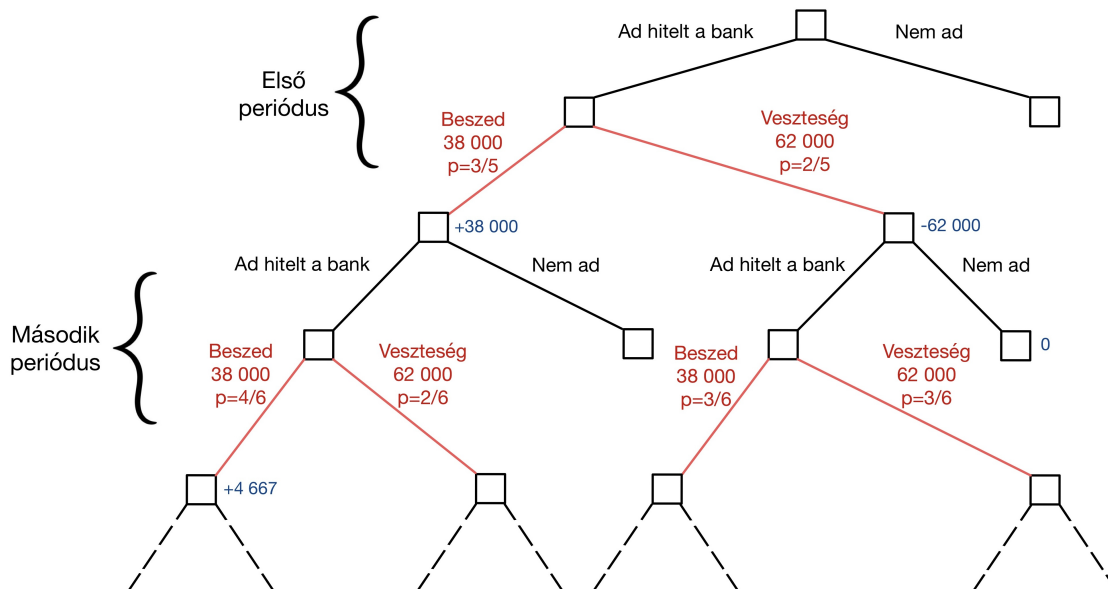 Ad hitelt a bank
Nem ad
Első
periódus
Beszed
38 000
p=3/5
Veszteség
62 000
p=2/5
+38 000
-62 000
Ad hitelt a bank
Nem ad
Ad hitelt a bank
Nem ad
Második
periódus
Beszed
38 000
p=4/6
Veszteség
62 000
p=2/6
Beszed
38 000
p=3/6
Veszteség
62 000
p=3/6
0
+4 667